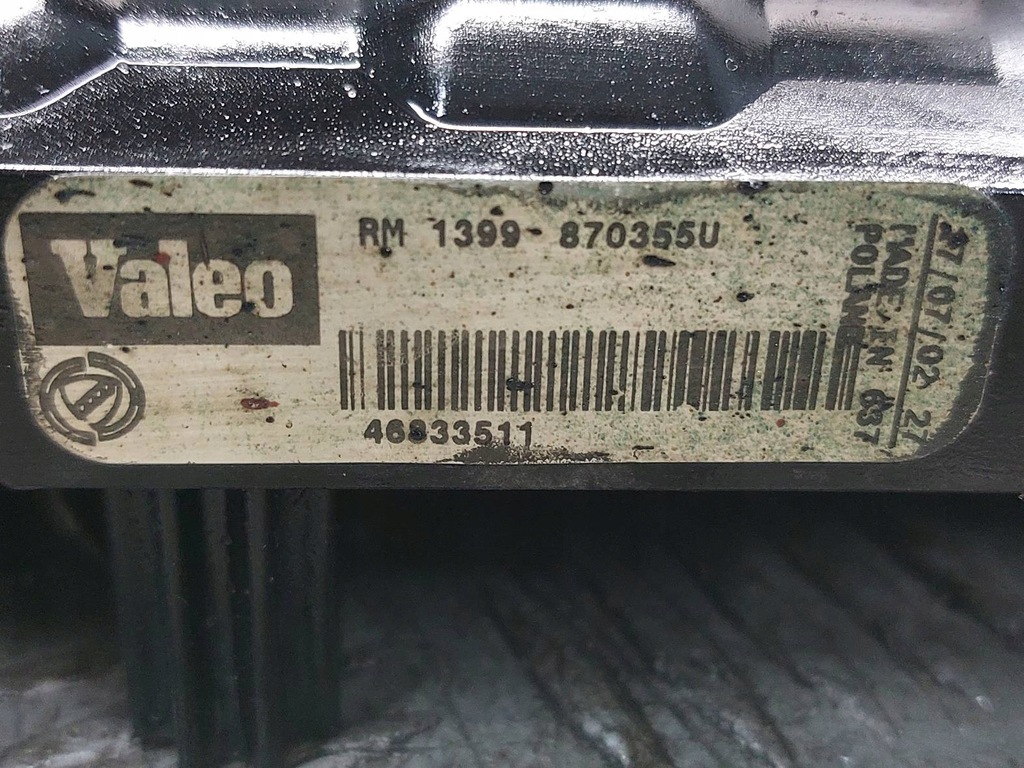 Valeo
RM 1399 870355U
46833511
27/07/02 27
MADE IN 637
POLAND